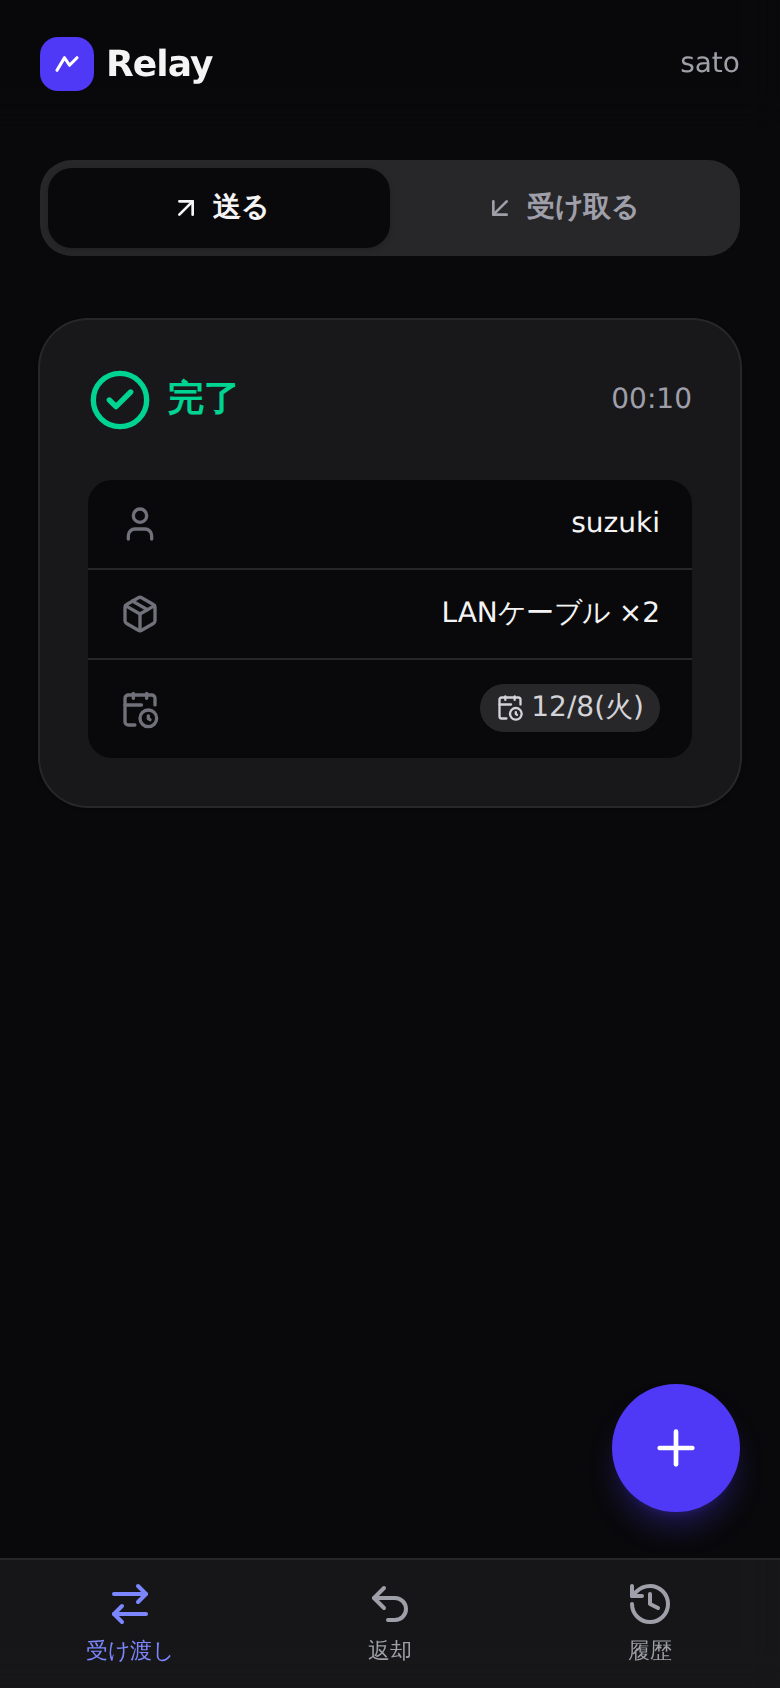 Relay
sato
送る
受け取る
完了
00:10
suzuki
LANケーブル ×2
12/8(火)
受け渡し
返却
履歴